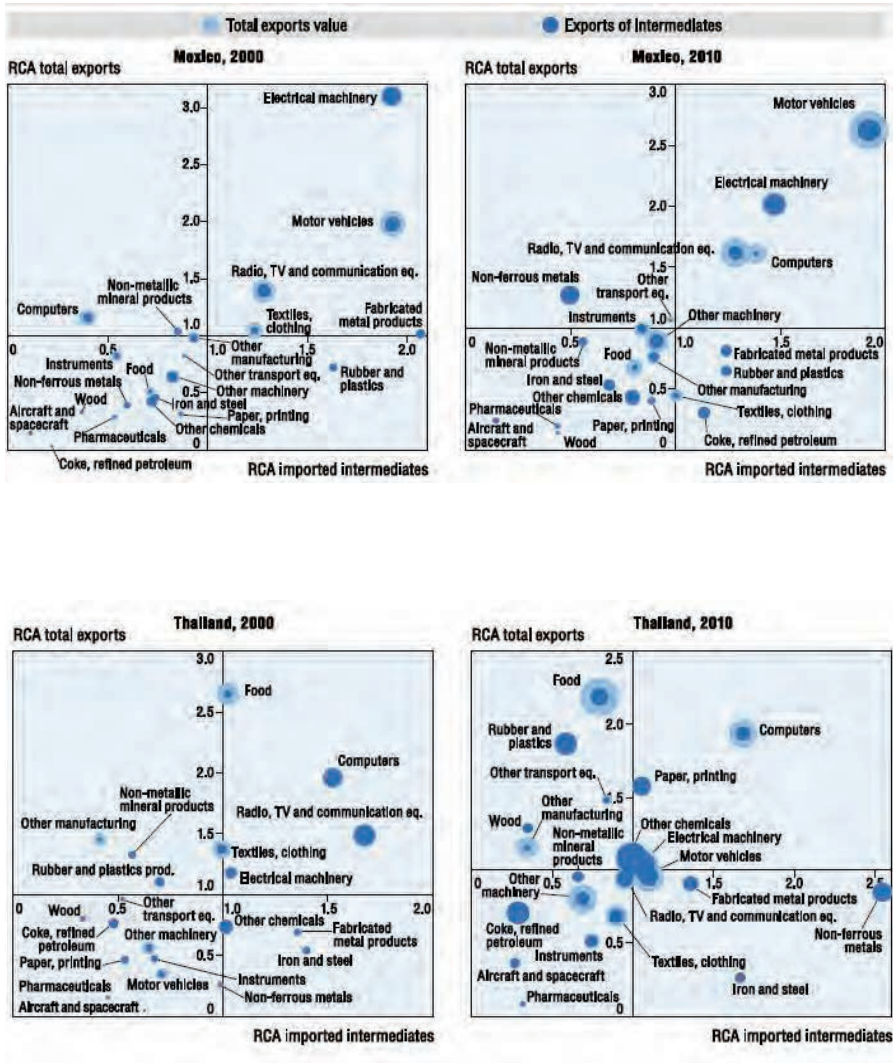 Total exports value
Exports of intermediates
Mexico, 2000
RCA total exports
Electrical machinery
3.0
2.5
Motor vehicles
2.0
Radio, TV and communication eq.
Non-metallic
mineral products
1.5
Computers
Textiles,
clothing
Fabricated
metal products
1.0
0
0.5
1.0
2.0
Other
manufacturing
Instruments
Food
Other transport eq.
Rubber and
plastics
Non-ferrous metals
Other machinery
0.5
Wood
Iron and steel
Aircraft and
spacecraft
Paper, printing
Pharmaceuticals
Other chemicals
0
Coke, refined petroleum
RCA imported intermediates
Mexico, 2010
RCA total exports
3.0
Motor vehicles
2.5
Electrical machinery
2.0
Radio, TV and communication eq.
1.5
Computers
Non-ferrous metals
Other
transport eq.
Instruments
Other machinery
1.0
0
0.5
1.0
1.5
2.0
Non-metallic
mineral products
Food
Fabricated metal products
Rubber and plastics
Iron and steel
Other manufacturing
Other chemicals
0.5
Textiles, clothing
Pharmaceuticals
Paper, printing
Aircraft and
spacecraft
Wood
Coke, refined petroleum
0
RCA imported intermediates
Thailand, 2000
RCA total exports
3.0
Food
2.5
Computers
2.0
Non-metallic
mineral products
Radio, TV and communication eq.
Other manufacturing
1.5
Textiles, clothing
Rubber and plastics prod.
Electrical machinery
1.0
0
0.5
1.0
1.5
2.0
Other
transport eq.
Wood
Other chemicals
Coke, refined
petroleum
Other machinery
Fabricated
metal products
Iron and steel
Paper, printing
0.5
Instruments
Pharmaceuticals
Motor vehicles
Non-ferrous metals
Aircraft and spacecraft
0
RCA imported intermediates
Thailand, 2010
RCA total exports
2.5
Food
2.0
Computers
Rubber and
plastics
Other transport eq.
Paper, printing
1.5
Other
manufacturing
Wood
Other chemicals
Non-metallic
mineral
products
Electrical machinery
Motor vehicles
0
0.5
1.0
1.5
2.0
2.5
Other
machinery
Fabricated metal products
Coke, refined
petroleum
Radio, TV and communication eq.
Non-ferrous
metals
Instruments
0.5
Textiles, clothing
Aircraft and spacecraft
Iron and steel
Pharmaceuticals
0
RCA imported intermediates